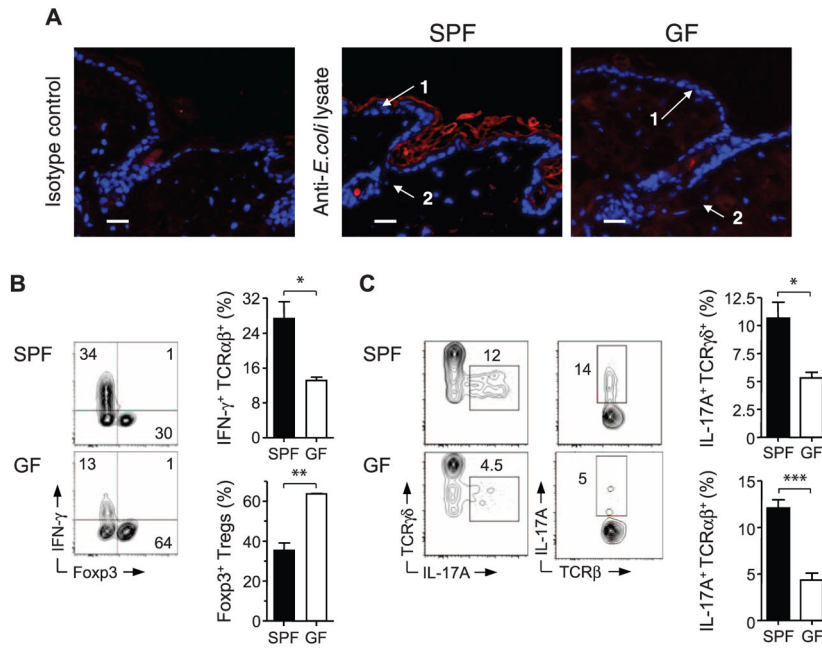 A
SPF
GF
Isotype control
Anti-E.coli lysate
1
2
1
2
B
SPF
34
1
30
GF
13
1
64
IFN-γ
Foxp3
*
IFN-γ+ TCRαβ+ (%)
32
24
16
8
0
SPF
GF
**
Foxp3+ Tregs (%)
80
60
40
20
0
SPF
GF
C
SPF
12
14
GF
4.5
5
TCRγδ
IL-17A
IL-17A
TCRβ
*
IL-17A+ TCRγδ+ (%)
12.5
10
7.5
5
2.5
0
SPF
GF
***
IL-17A+ TCRαβ+ (%)
15
10
5
0
SPF
GF